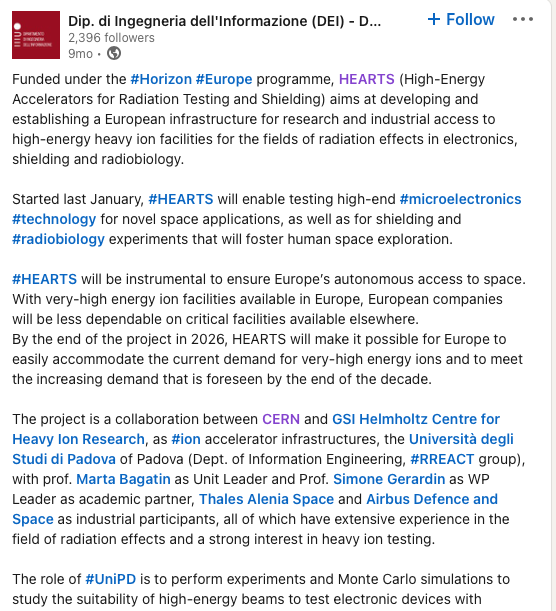 Dip. di Ingegneria dell'Informazione (DEI) - D...
+ Follow
2,396 followers
9mo •
Funded under the #Horizon #Europe programme, HEARTS (High-Energy
Accelerators for Radiation Testing and Shielding) aims at developing and
establishing a European infrastructure for research and industrial access to
high-energy heavy ion facilities for the fields of radiation effects in electronics,
shielding and radiobiology.
Started last January, #HEARTS will enable testing high-end #microelectronics
#technology for novel space applications, as well as for shielding and
#radiobiology experiments that will foster human space exploration.
#HEARTS will be instrumental to ensure Europe's autonomous access to space.
With very-high energy ion facilities available in Europe, European companies
will be less dependable on critical facilities available elsewhere.
By the end of the project in 2026, HEARTS will make it possible for Europe to
easily accommodate the current demand for very-high energy ions and to meet
the increasing demand that is foreseen by the end of the decade.
The project is a collaboration between CERN and GSI Helmholtz Centre for
Heavy Ion Research, as #ion accelerator infrastructures, the Università degli
Studi di Padova of Padova (Dept. of Information Engineering, #RREACT group),
with prof. Marta Bagatin as Unit Leader and Prof. Simone Gerardin as WP
Leader as academic partner, Thales Alenia Space and Airbus Defence and
Space as industrial participants, all of which have extensive experience in the
field of radiation effects and a strong interest in heavy ion testing.
The role of #UniPD is to perform experiments and Monte Carlo simulations to
study the suitability of high-energy beams to test electronic devices with